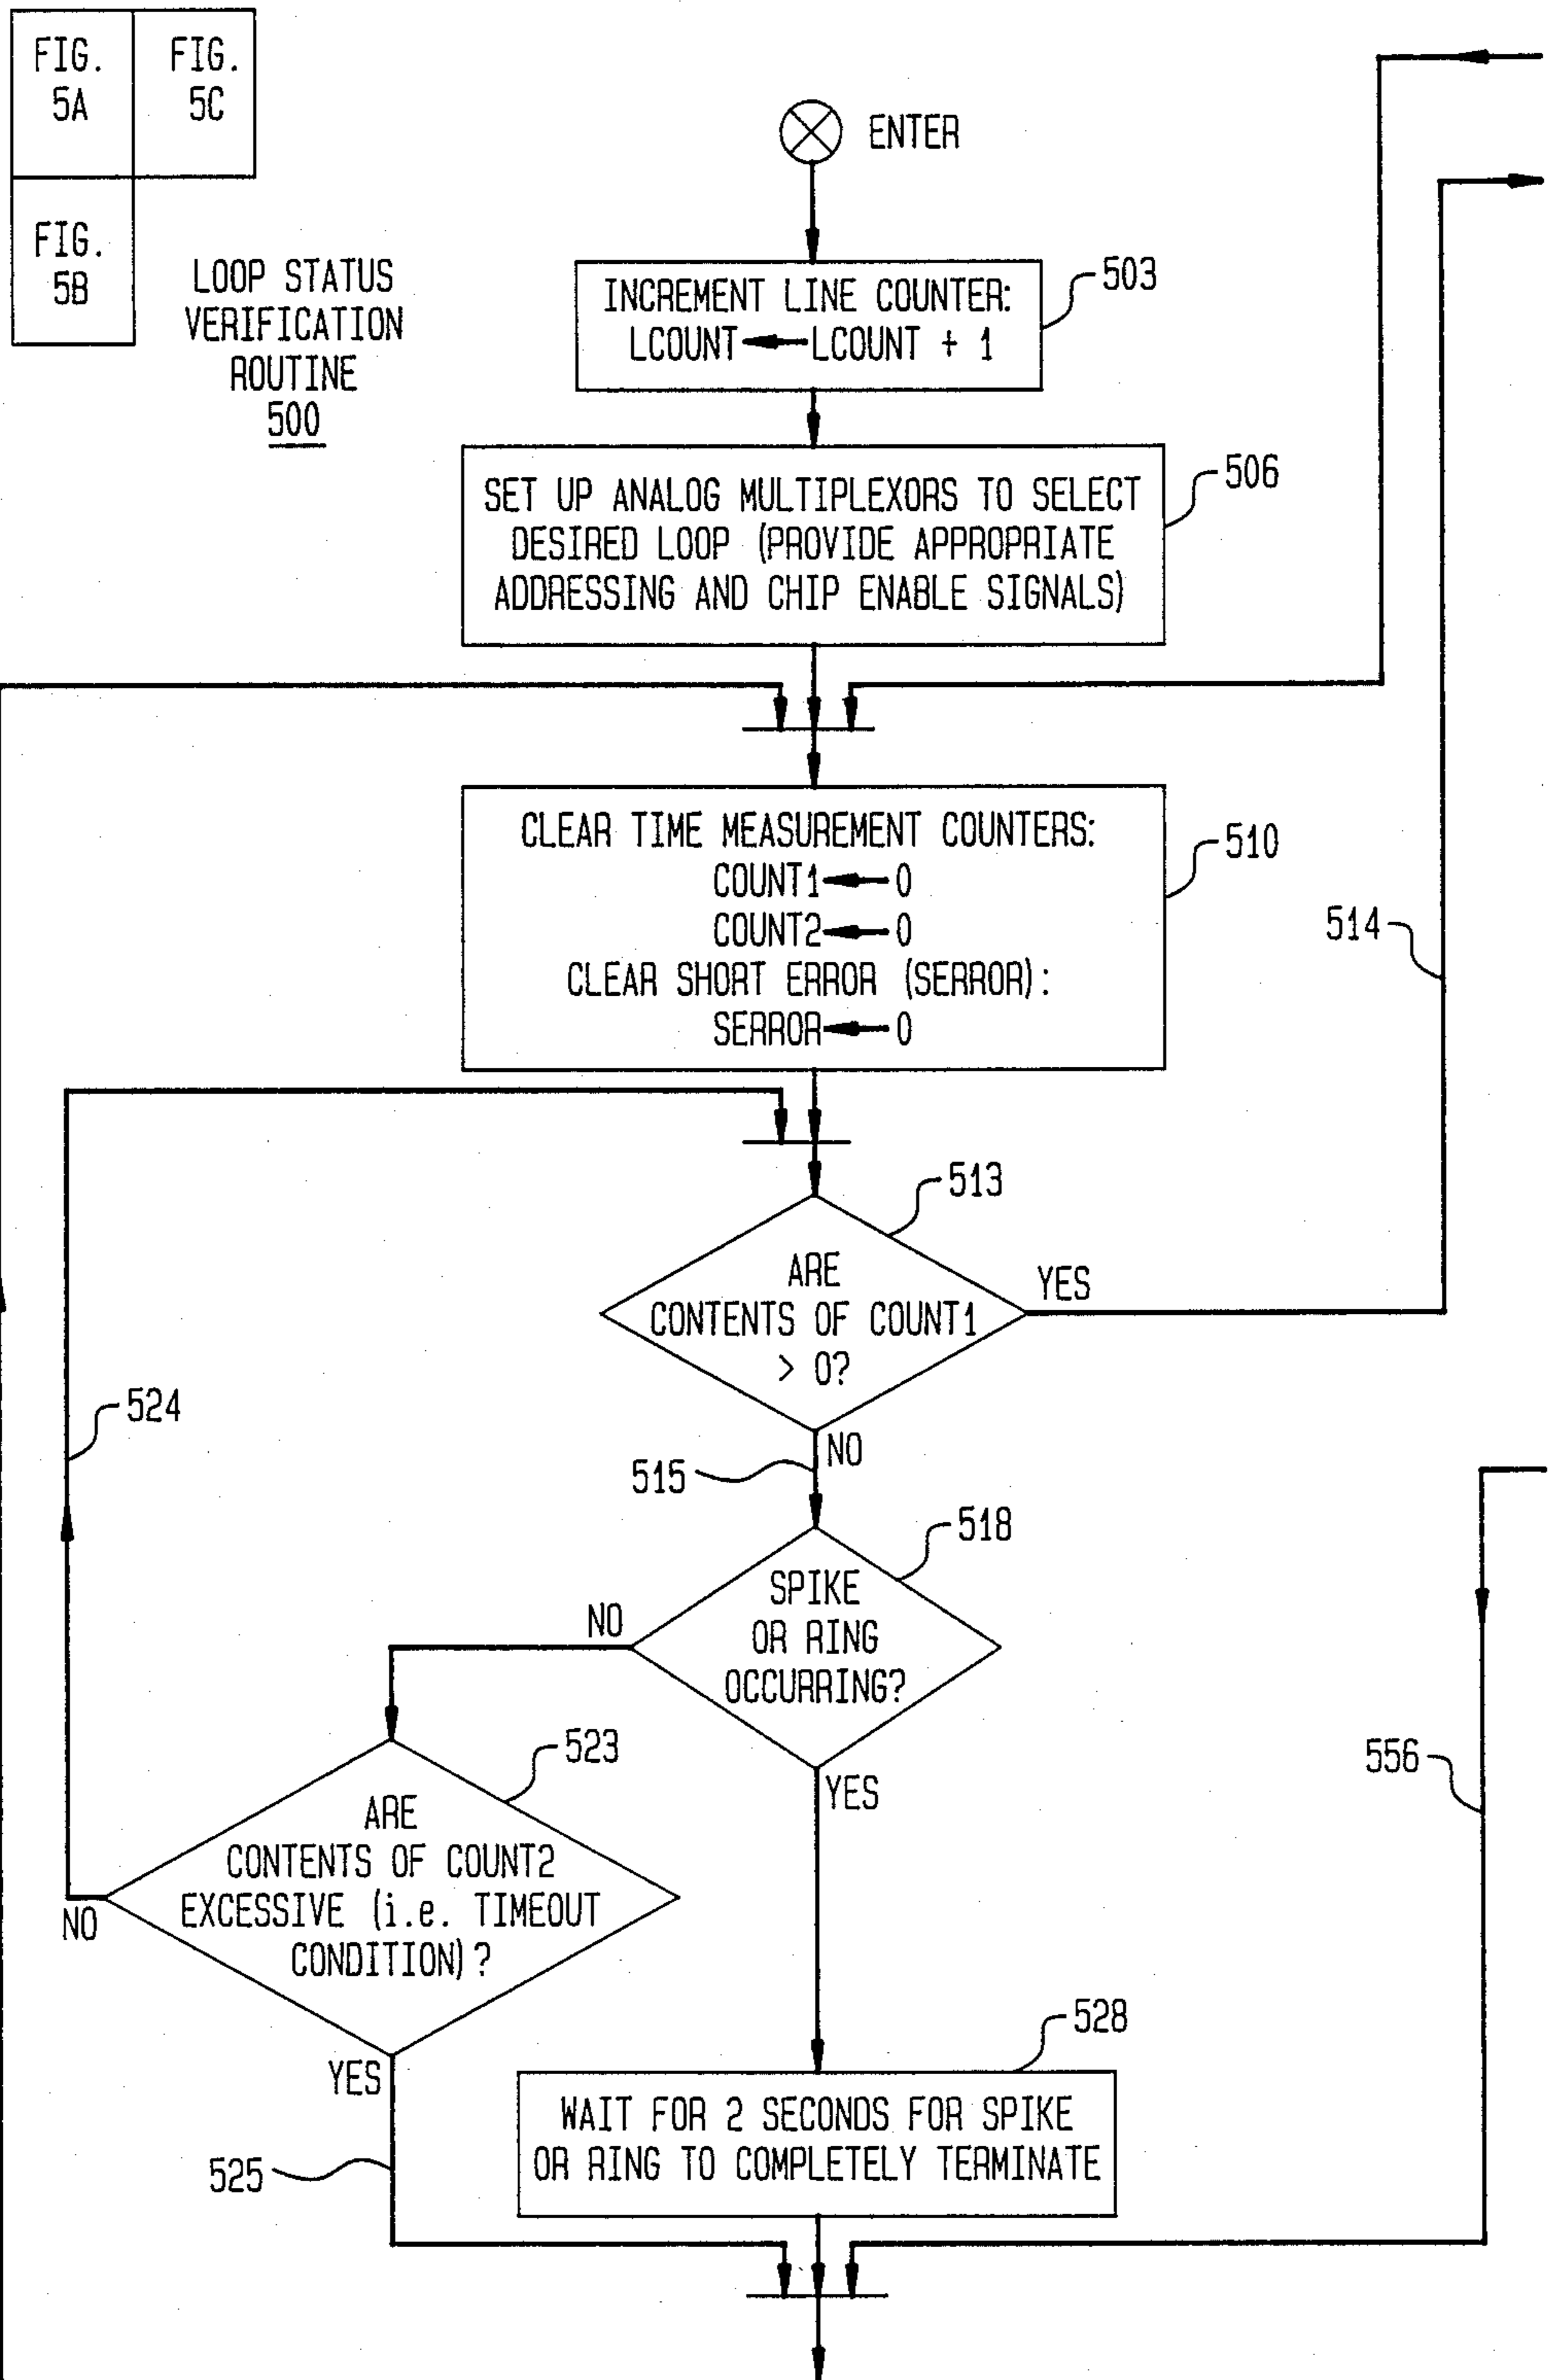 FIG.
5A
FIG.
5C
FIG.
5B
LOOP STATUS
VERIFICATION
ROUTINE
500
ENTER
INCREMENT LINE COUNTER:
LCOUNT ← LCOUNT + 1
503
SET UP ANALOG MULTIPLEXORS TO SELECT
DESIRED LOOP (PROVIDE APPROPRIATE
ADDRESSING AND CHIP ENABLE SIGNALS)
506
CLEAR TIME MEASUREMENT COUNTERS:
COUNT1 ← 0
COUNT2 ← 0
CLEAR SHORT ERROR (SERROR):
SERROR ← 0
510
514
513
ARE
CONTENTS OF COUNT1
> 0?
YES
NO
524
515
518
SPIKE
OR RING
OCCURRING?
NO
YES
523
ARE
CONTENTS OF COUNT2
EXCESSIVE (i.e. TIMEOUT
CONDITION)?
NO
YES
556
525
528
WAIT FOR 2 SECONDS FOR SPIKE
OR RING TO COMPLETELY TERMINATE